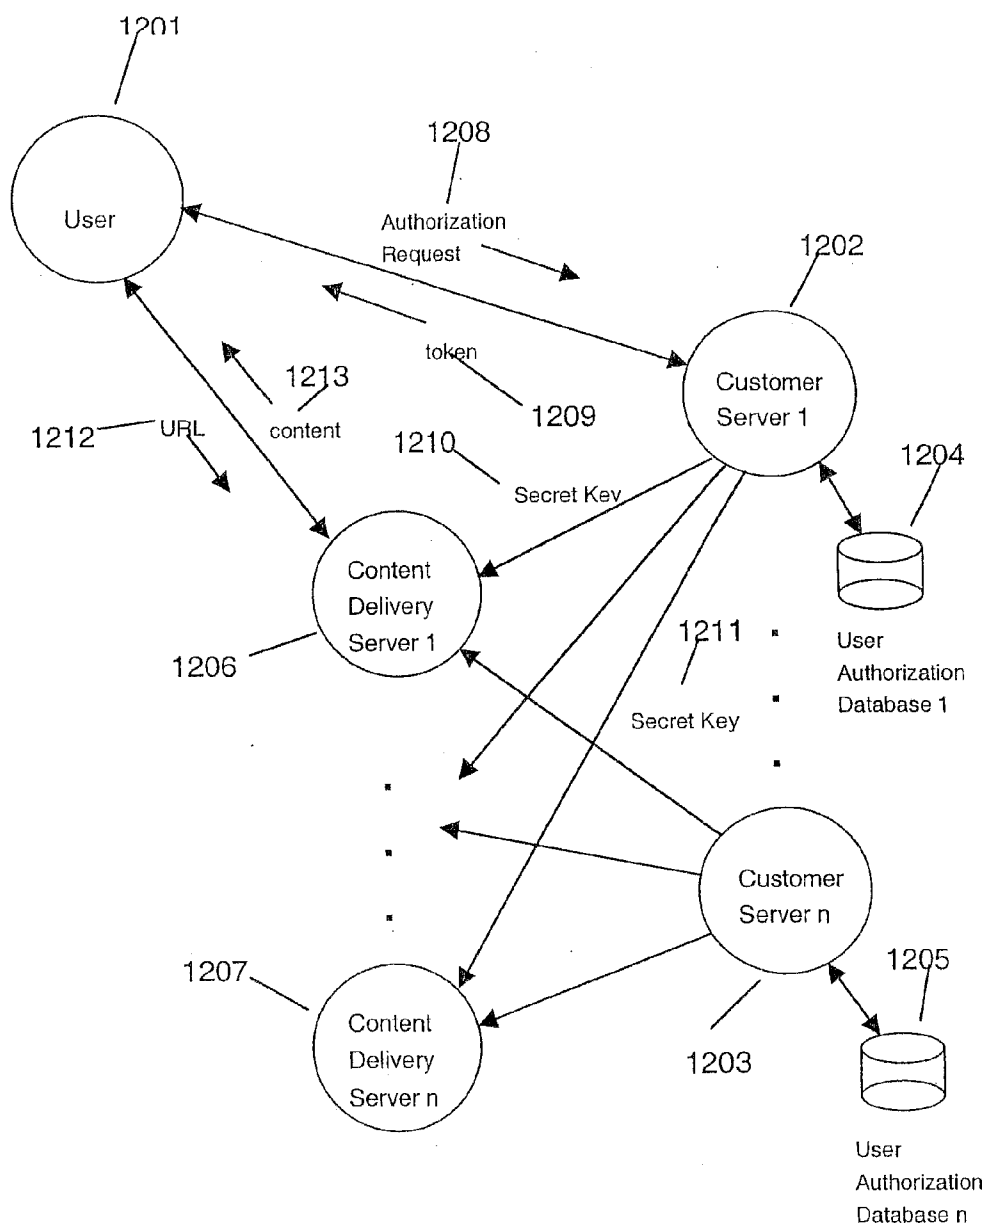 1201
1208
User
Authorization
Request
1202
token
1213
1209
Customer
Server 1
1212
URL
content
1210
1204
Secret Key
Content
Delivery
Server 1
1211
User
Authorization
Database 1
1206
Secret Key
Customer
Server n
1207
1205
Content
Delivery
Server n
1203
User
Authorization
Database n